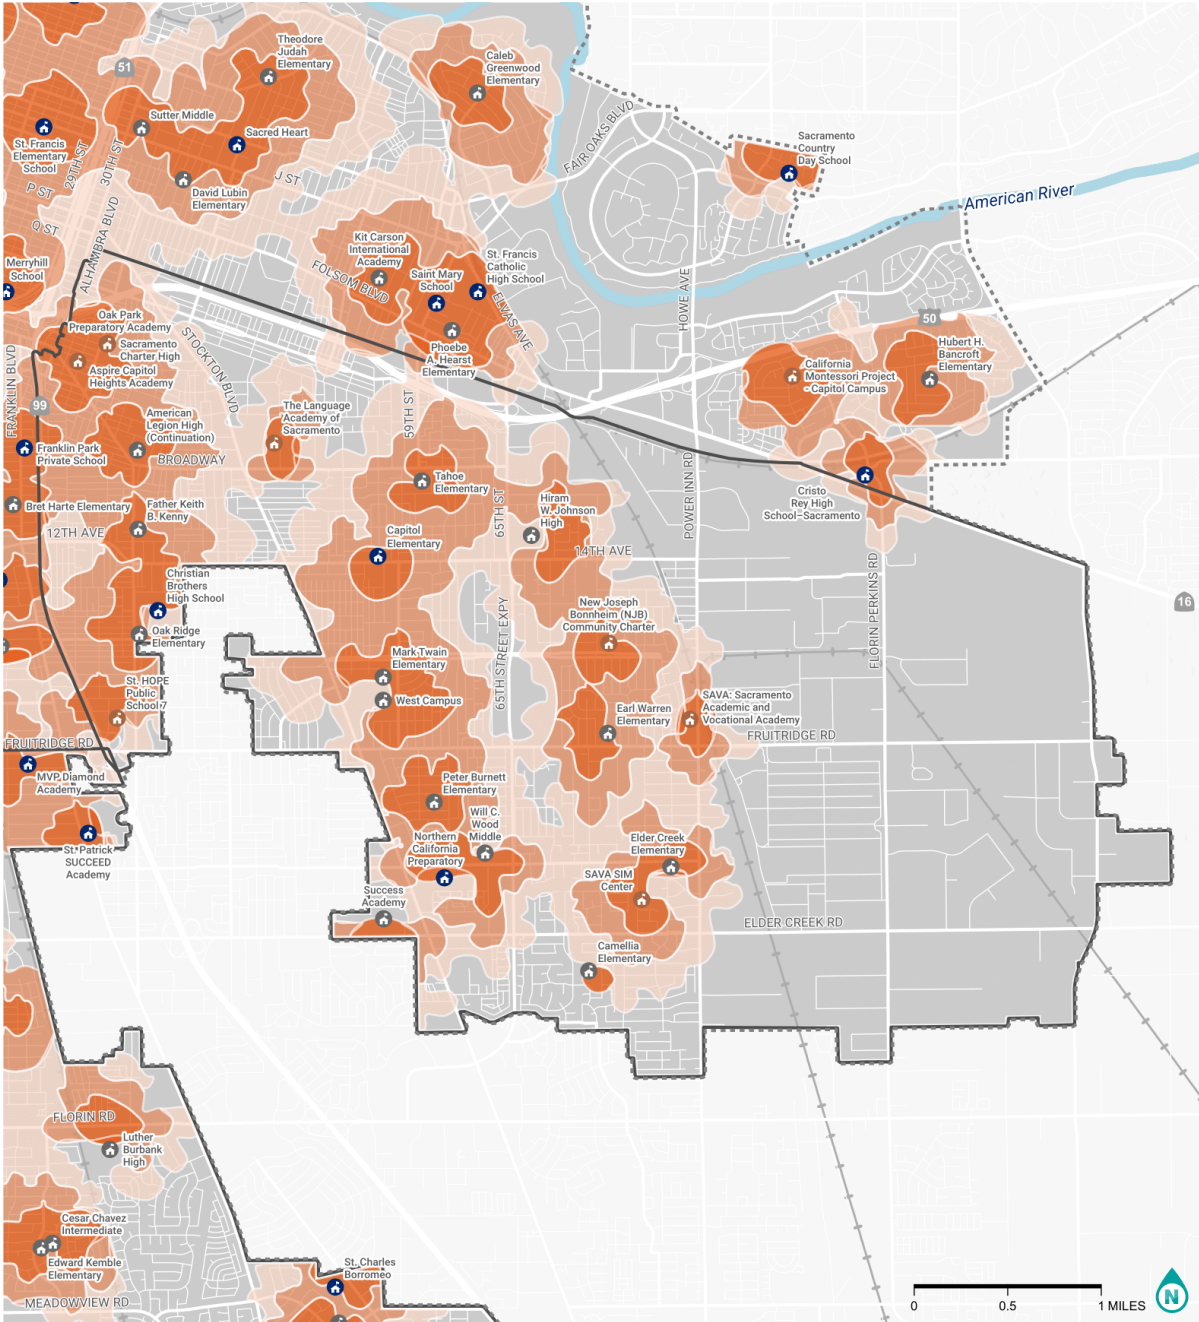 Theodore
Judah
Elementary
51
Caleb
Greenwood
Elementary
Sutter Middle
Sacred Heart
St. Francis
Elementary
School
29TH ST
30TH ST
P ST
Q ST
J ST
David Lubin
Elementary
FAIR OAKS BLVD
Sacramento
Country
Day School
American River
ALHAMBRA BLVD
Merryhill
School
Kit Carson
International
Academy
FOLSOM BLVD
Saint Mary
School
St. Francis
Catholic
High School
ELVAS AVE
HOWE AVE
50
Oak Park
Preparatory Academy
Sacramento
Charter High
Aspire Capitol
Heights Academy
STOCKTON BLVD
Phoebe
A. Hearst
Elementary
California
Montessori Project
- Capitol Campus
Hubert H.
Bancroft
Elementary
FRANKLIN BLVD
99
American
Legion High
(Continuation)
The Language
Academy of
Sacramento
59TH ST
Franklin Park
Private School
BROADWAY
Tahoe
Elementary
65TH ST
Hiram
W. Johnson
High
POWER INN RD
Cristo
Rey High
School–Sacramento
Bret Harte Elementary
Father Keith
B. Kenny
12TH AVE
Capitol
Elementary
14TH AVE
Christian
Brothers
High School
Oak Ridge
Elementary
New Joseph
Bonnheim (NJB)
Community Charter
FLORIN PERKINS RD
16
65TH STREET EXPY
Mark Twain
Elementary
West Campus
St. HOPE
Public
School 7
Earl Warren
Elementary
SAVA: Sacramento
Academic and
Vocational Academy
FRUITRIDGE RD
FRUITRIDGE RD
MVP Diamond
Academy
Peter Burnett
Elementary
Will C.
Wood
Middle
Northern
California
Preparatory
Elder Creek
Elementary
St. Patrick
SUCCEED
Academy
Success
Academy
SAVA SIM
Center
ELDER CREEK RD
Camellia
Elementary
FLORIN RD
Luther
Burbank
High
Cesar Chavez
Intermediate
Edward Kemble
Elementary
St. Charles
Borromeo
MEADOWVIEW RD
0 0.5 1 MILES
N